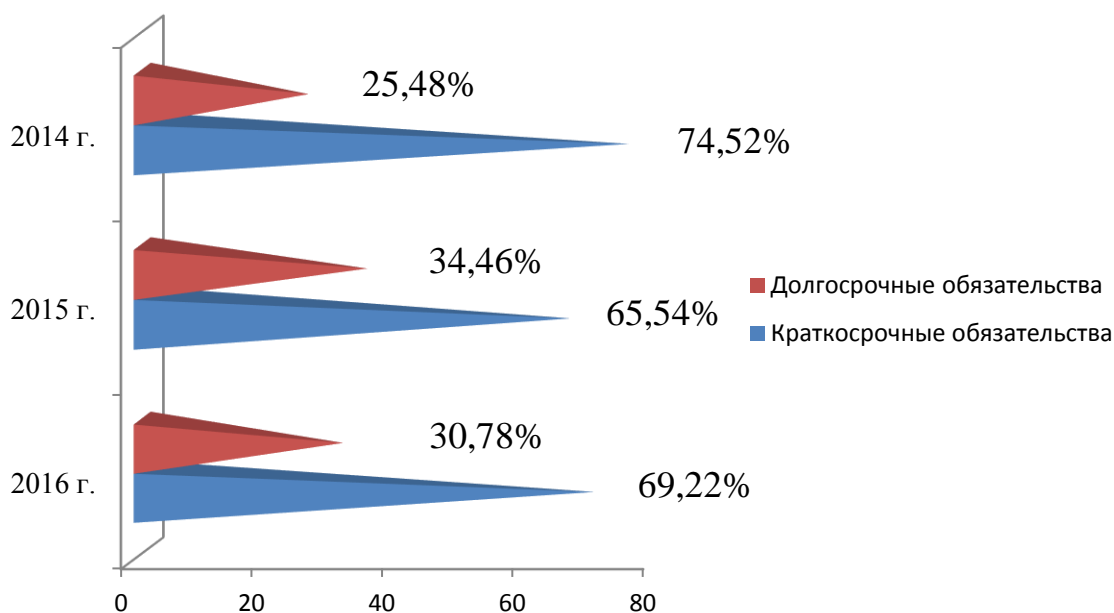 25,48%
2014 г.
74,52%
34,46%
2015 г.
65,54%
30,78%
2016 г.
69,22%
0 20 40 60 80
Долгосрочные обязательства
Краткосрочные обязательства